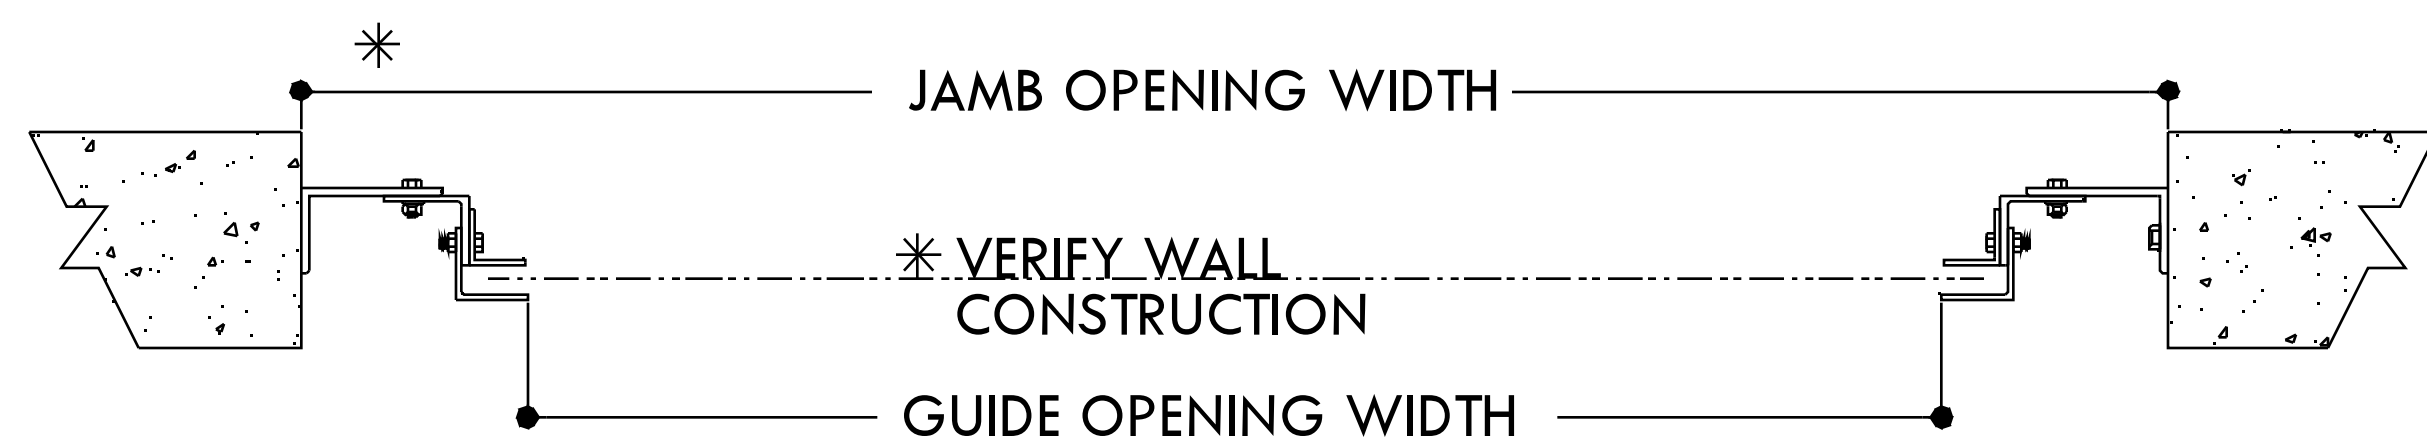 JAMB OPENING WIDTH
VERIFY WALL
CONSTRUCTION
GUIDE OPENING WIDTH